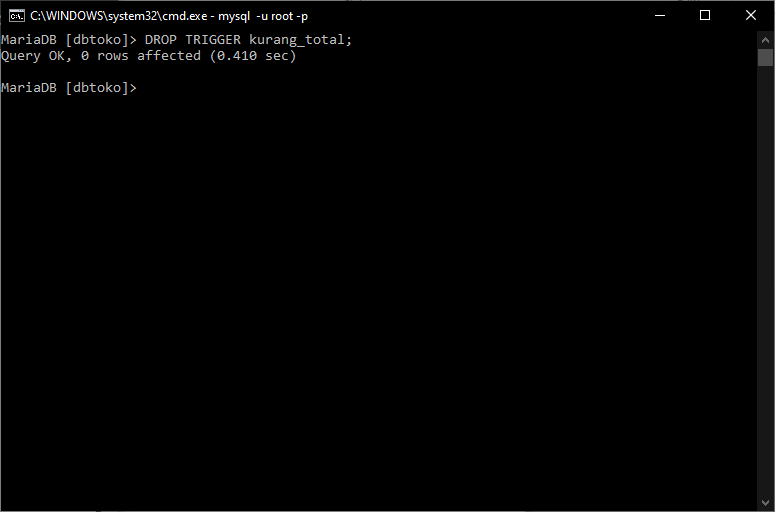 C:\WINDOWS\system32\cmd.exe - mysql -u root -p
MariaDB [dbtoko]> DROP TRIGGER kurang_total;
Query OK, 0 rows affected (0.410 sec)
MariaDB [dbtoko]>